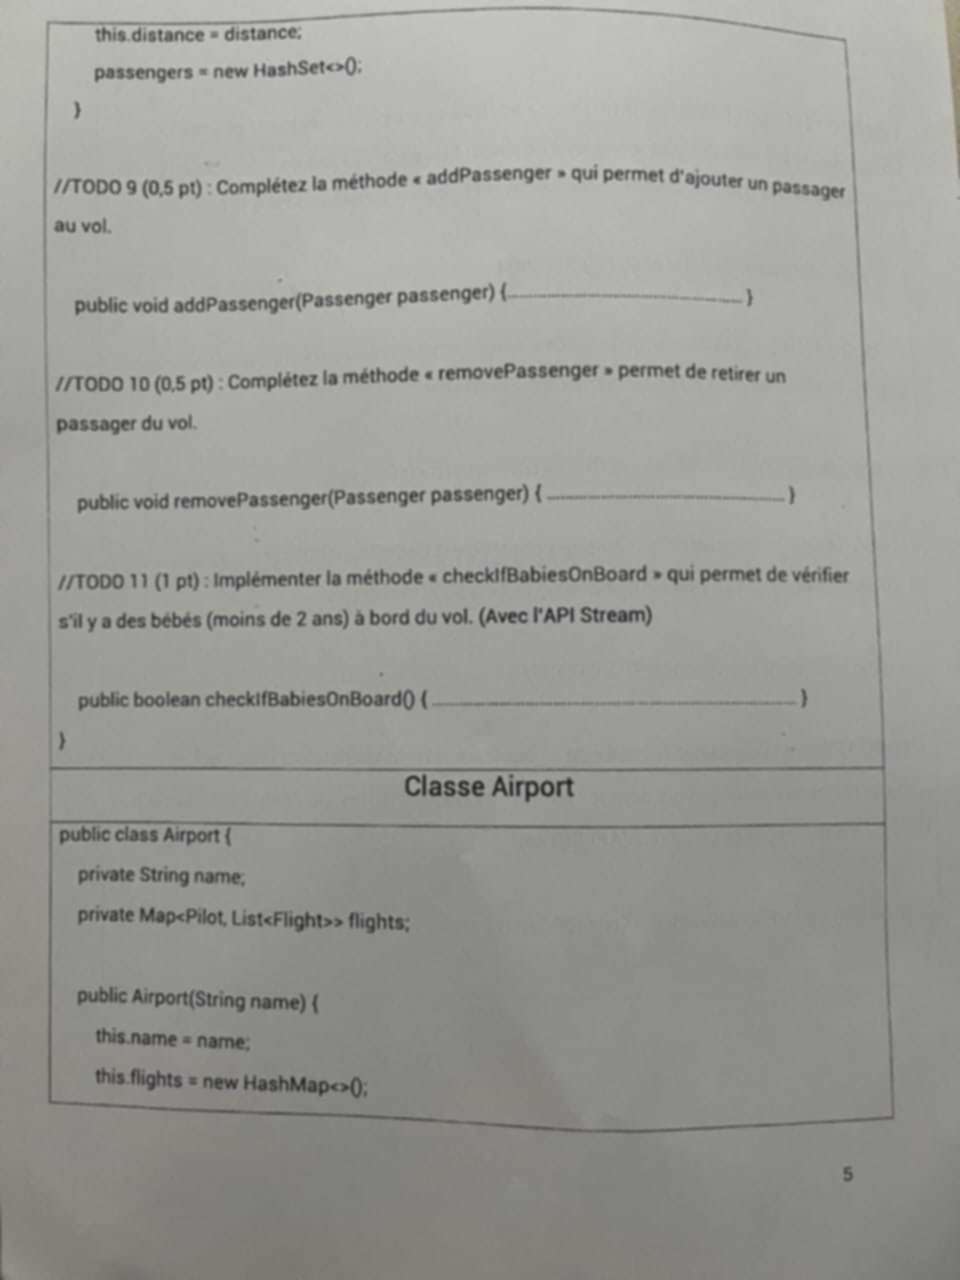 this.distance = distance;
passengers = new HashSet<>();
}
//TODO 9 (0,5 pt) : Complétez la méthode « addPassenger » qui permet d'ajouter un passager
au vol.
public void addPassenger(Passenger passenger) {.................................................}
//TODO 10 (0,5 pt) : Complétez la méthode « removePassenger » permet de retirer un
passager du vol.
public void removePassenger(Passenger passenger) { .................................................}
//TODO 11 (1 pt) : Implémenter la méthode « checkIfBabiesOnBoard » qui permet de vérifier
s'il y a des bébés (moins de 2 ans) à bord du vol. (Avec l'API Stream)
public boolean checkIfBabiesOnBoard() { ......................................................................... }
}
Classe Airport
public class Airport {
private String name;
private Map<Pilot, List<Flight>> flights;
public Airport(String name) {
this.name = name;
this.flights = new HashMap<>();
5